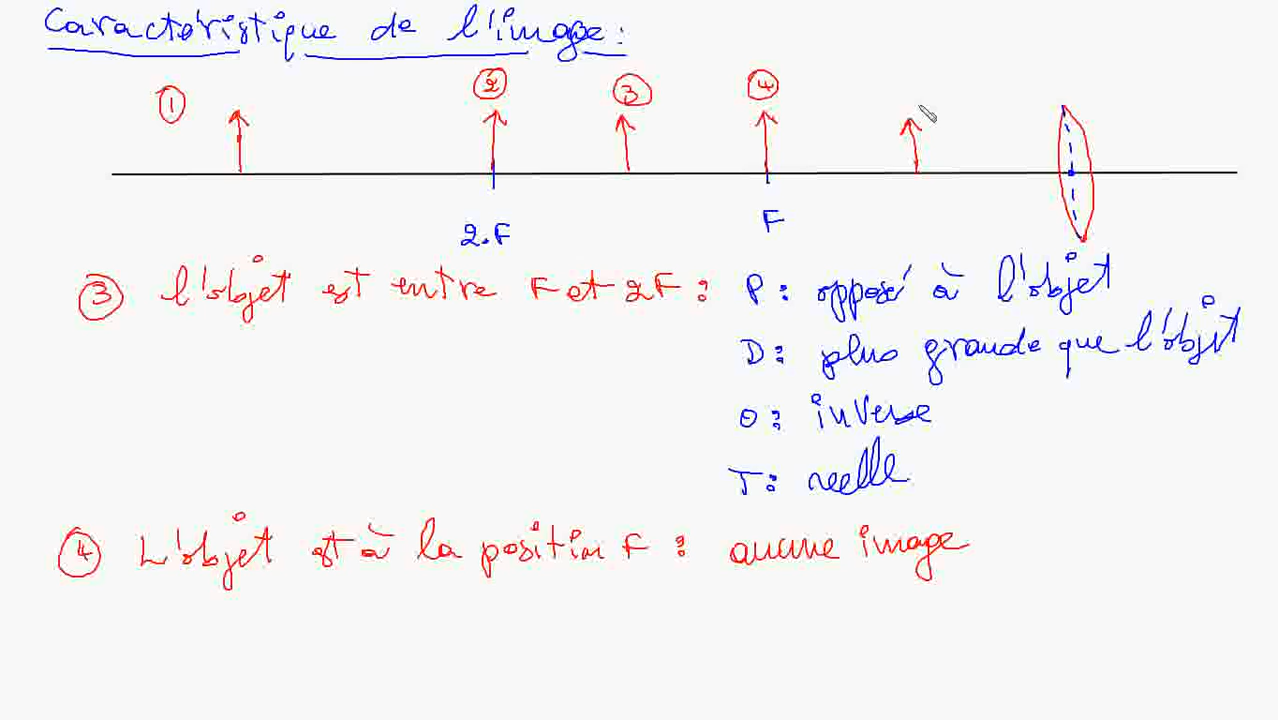 Caractéristique de l'image :
① ② ③ ④
2.F F
③ l'objet est entre F et 2F : P : opposé à l'objet
D : plus grande que l'objet
O : inverse
T : reelle
④ L'objet est à la position F : aucune image